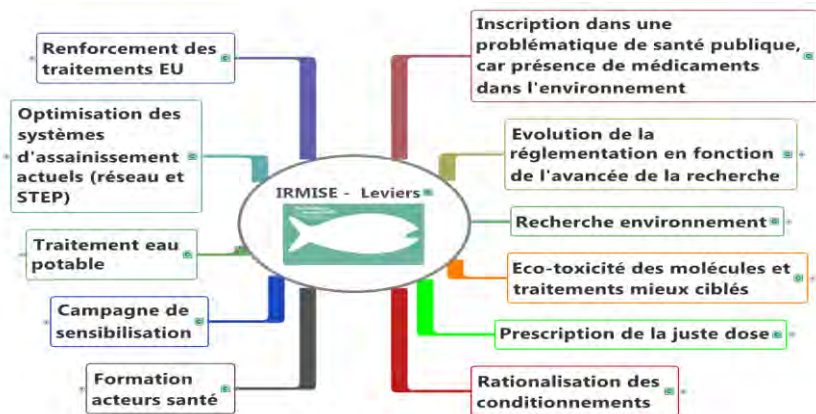 IRMISE - Leviers
Inscription dans une
problématique de santé publique,
car présence de médicaments
dans l'environnement
Evolution de la
réglementation en fonction
de l'avancée de la recherche
Recherche environnement
Eco-toxicité des molécules et
traitements mieux ciblés
Prescription de la juste dose
Rationalisation des
conditionnements
Formation
acteurs santé
Campagne de
sensibilisation
Traitement eau
potable
Optimisation des
systèmes
d'assainissement
actuels (réseau et
STEP)
Renforcement des
traitements EU